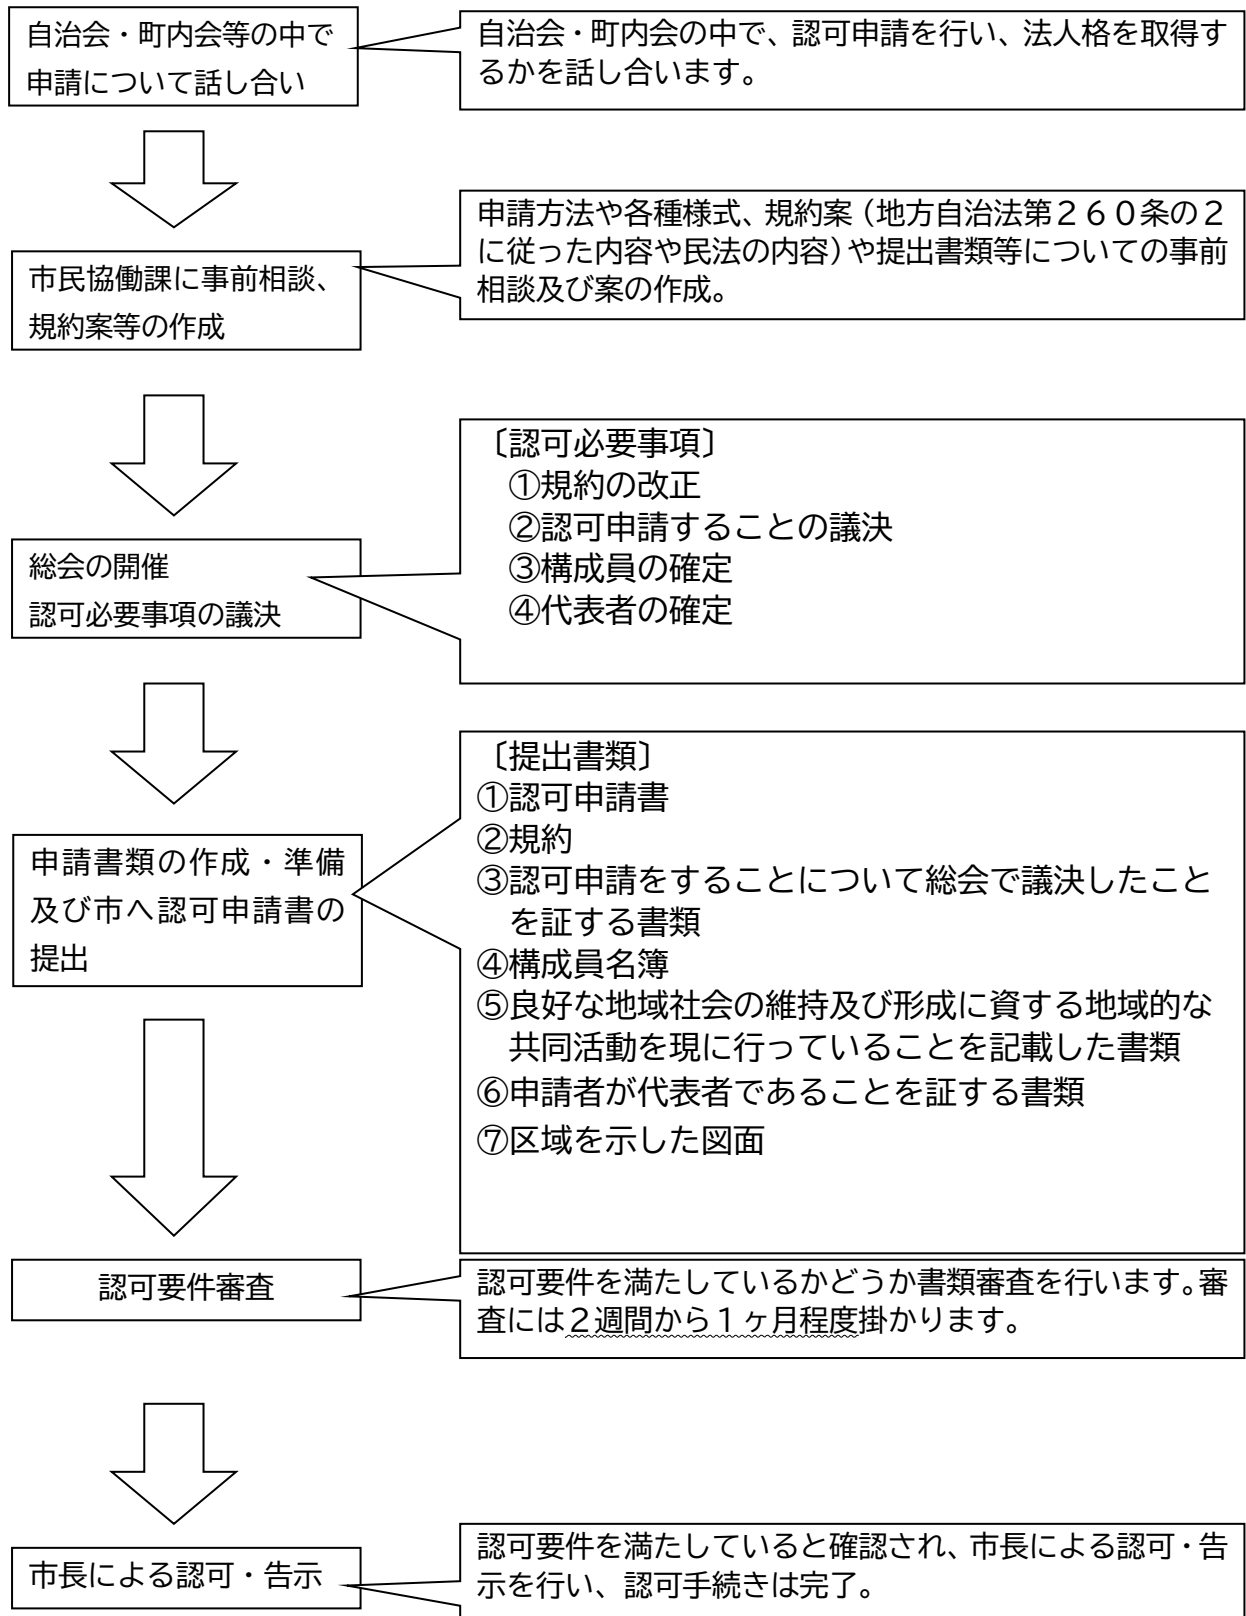 自治会・町内会等の中で
申請について話し合い
自治会・町内会の中で、認可申請を行い、法人格を取得す
るかを話し合います。
市民協働課に事前相談、
規約案等の作成
申請方法や各種様式、規約案（地方自治法第２６０条の２
に従った内容や民法の内容）や提出書類等についての事前
相談及び案の作成。
総会の開催
認可必要事項の議決
〔認可必要事項〕
①規約の改正
②認可申請することの議決
③構成員の確定
④代表者の確定
申請書類の作成・準備
及び市へ認可申請書の
提出
〔提出書類〕
①認可申請書
②規約
③認可申請をすることについて総会で議決したこと
を証する書類
④構成員名簿
⑤良好な地域社会の維持及び形成に資する地域的な
共同活動を現に行っていることを記載した書類
⑥申請者が代表者であることを証する書類
⑦区域を示した図面
認可要件審査
認可要件を満たしているかどうか書類審査を行います。審
査には２週間から１ヶ月程度掛かります。
市長による認可・告示
認可要件を満たしていると確認され、市長による認可・告
示を行い、認可手続きは完了。